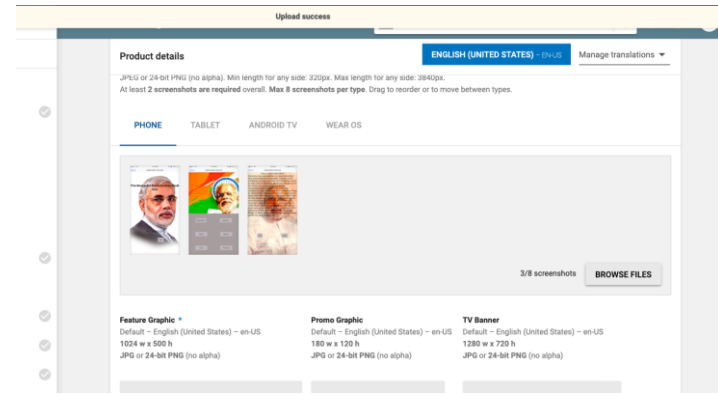 Upload success
Product details
ENGLISH (UNITED STATES) – EN-US
Manage translations
JPEG or 24-bit PNG (no alpha). Min length for any side: 320px. Max length for any side: 3840px.
At least 2 screenshots are required overall. Max 8 screenshots per type. Drag to reorder or to move between types.
PHONE TABLET ANDROID TV WEAR OS
3/8 screenshots BROWSE FILES
Feature Graphic * Promo Graphic TV Banner
Default – English (United States) – en-US Default – English (United States) – en-US Default – English (United States) – en-US
1024 w x 500 h 180 w x 120 h 1280 w x 720 h
JPG or 24-bit PNG (no alpha) JPG or 24-bit PNG (no alpha) JPG or 24-bit PNG (no alpha)